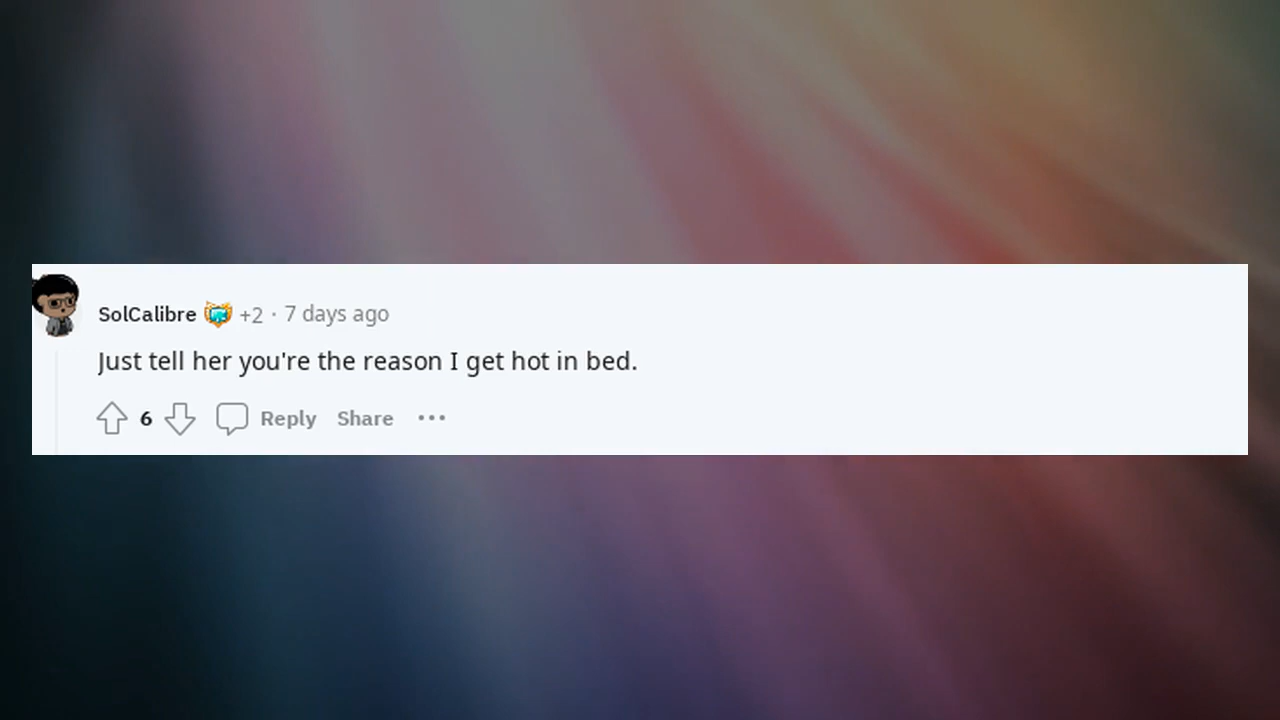 SolCalibre +2 · 7 days ago
Just tell her you're the reason I get hot in bed.
6 Reply Share ···